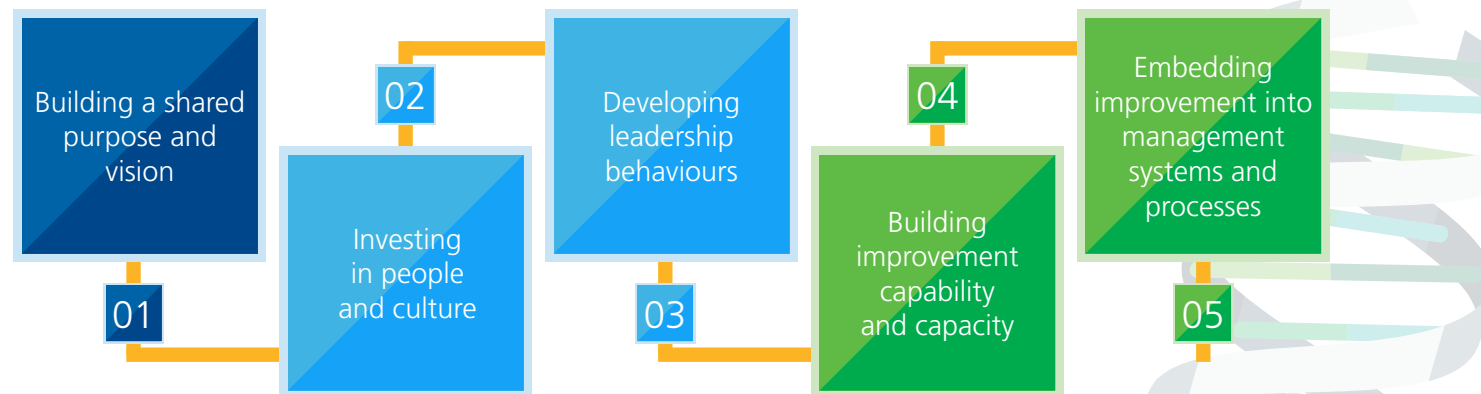 Building a shared
purpose and
vision
01
02
Investing
in people
and culture
Developing
leadership
behaviours
03
04
Building
improvement
capability
and capacity
Embedding
improvement into
management
systems and
processes
05